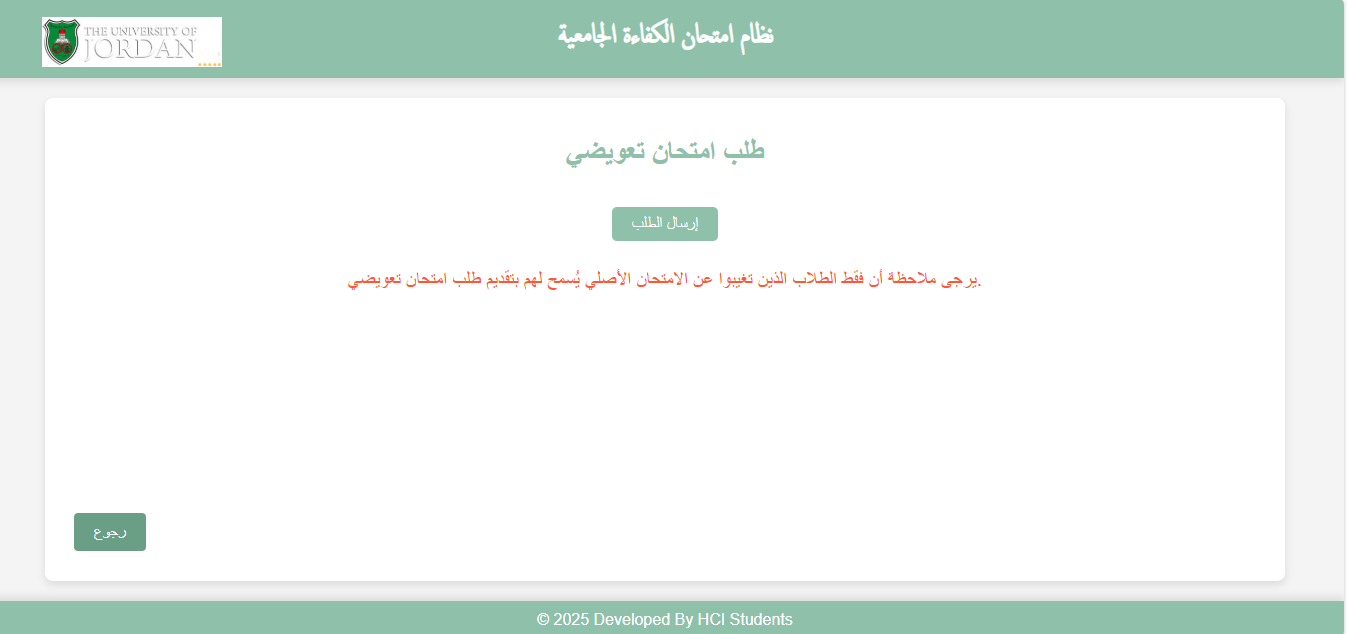 THE UNIVERSITY OF
JORDAN
نظام امتحان الكفاءة الجامعية
طلب امتحان تعويضي
إرسال الطلب
.يرجى ملاحظة أن فقط الطلاب الذين تغيبوا عن الامتحان الأصلي يُسمح لهم بتقديم طلب امتحان تعويضي
رجوع
© 2025 Developed By HCI Students